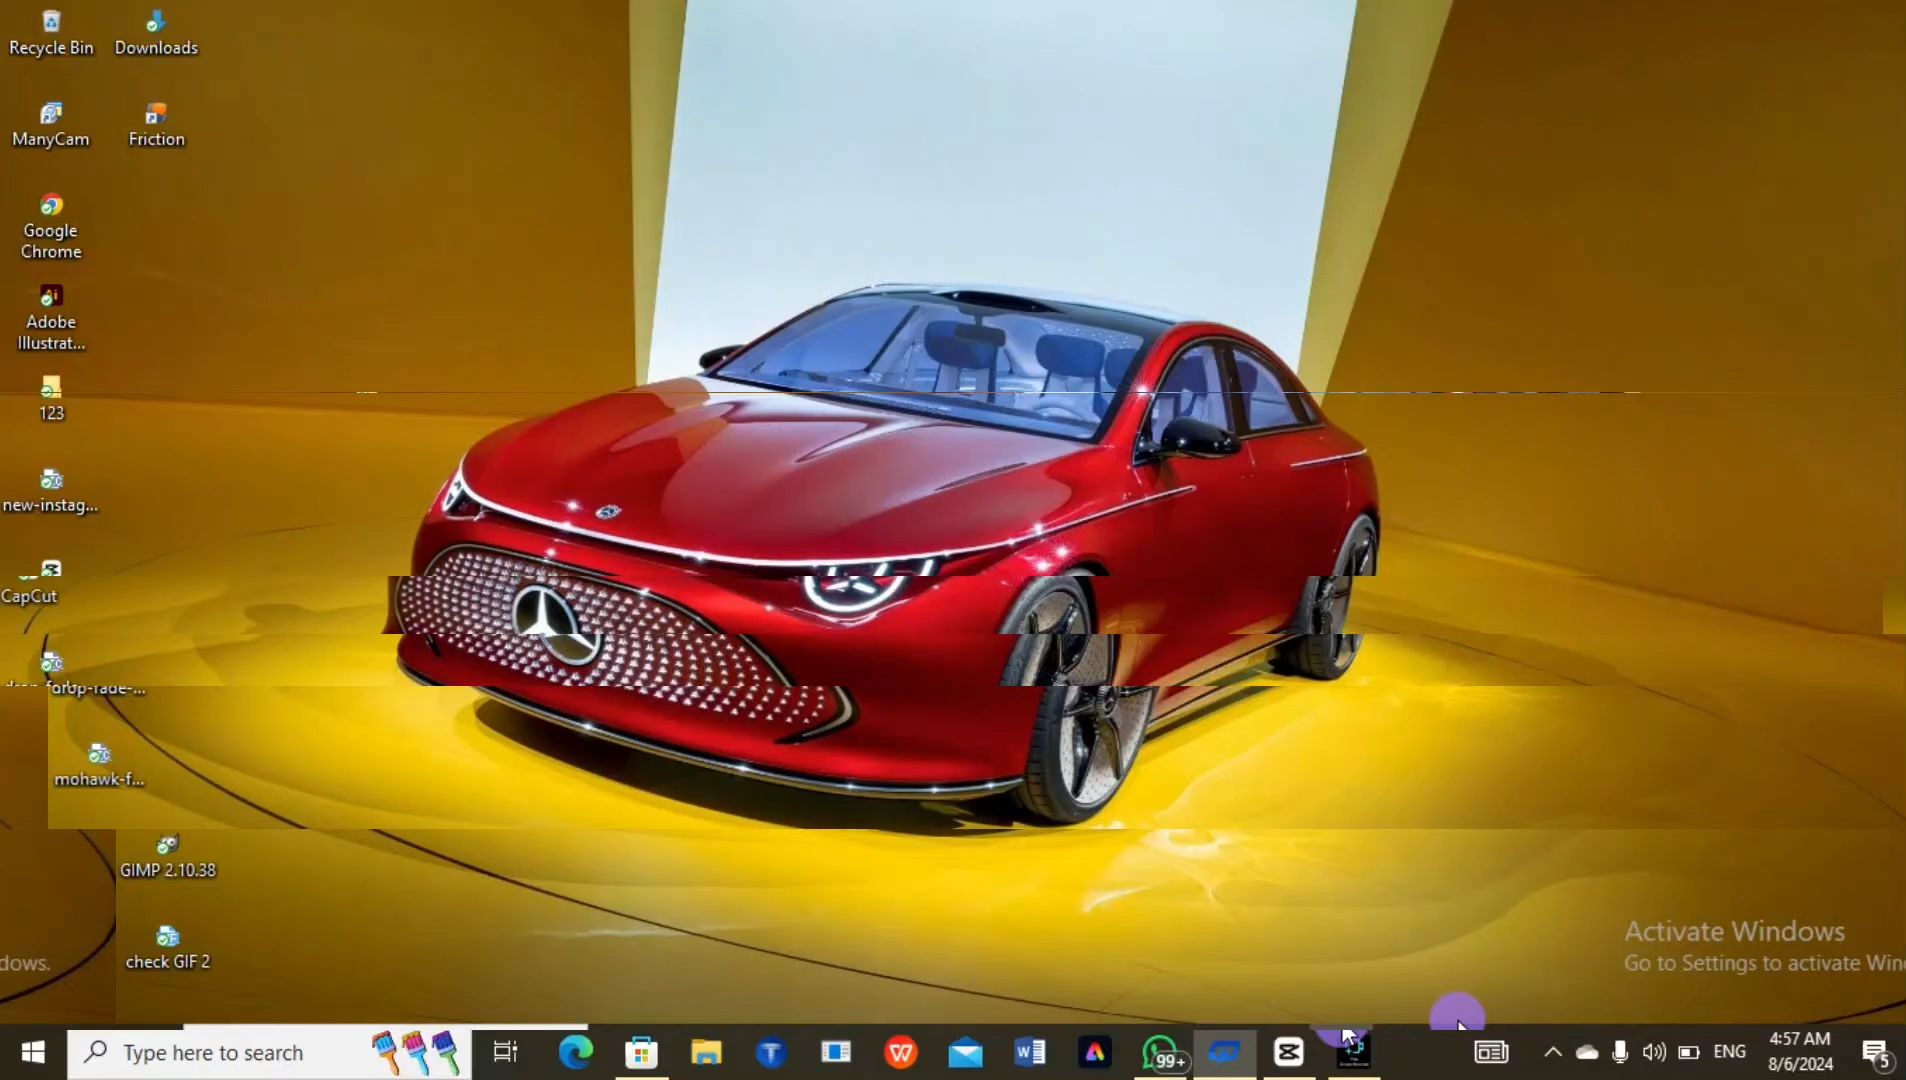 Recycle Bin
Downloads
ManyCam
Friction
Google
Chrome
Adobe
Illustrat...
123
new-instag...
CapCut
mohawk-f...
GIMP 2.10.38
check GIF 2
dows.
Activate Windows
Go to Settings to activate Win
Type here to search
99+
ENG
4:57 AM
8/6/2024
5